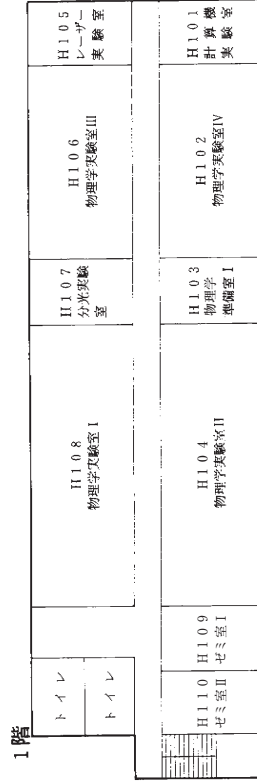 1階
トイレ
トイレ
H108
物理学実験室I
H107
分光実験
室
H106
物理学実験室III
H105
レーザー
実験室
H110
ゼミ室II
H109
ゼミ室I
H104
物理学実験室II
H103
物理学
準備室I
H102
物理学実験室IV
H101
計算機
実験室